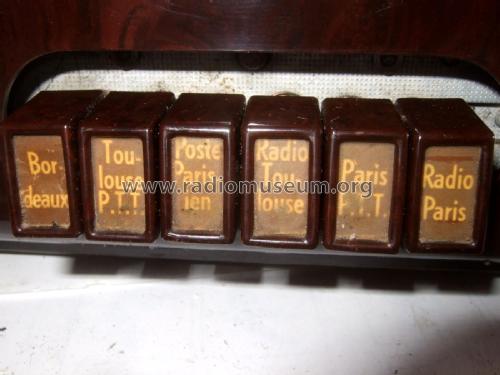 Bor-
deaux
Tou-
louse
P.T.T.
Poste
Paris-
ien
Radio
Tou-
louse
Paris
P.T.T.
Radio
Paris
www.radiomuseum.org